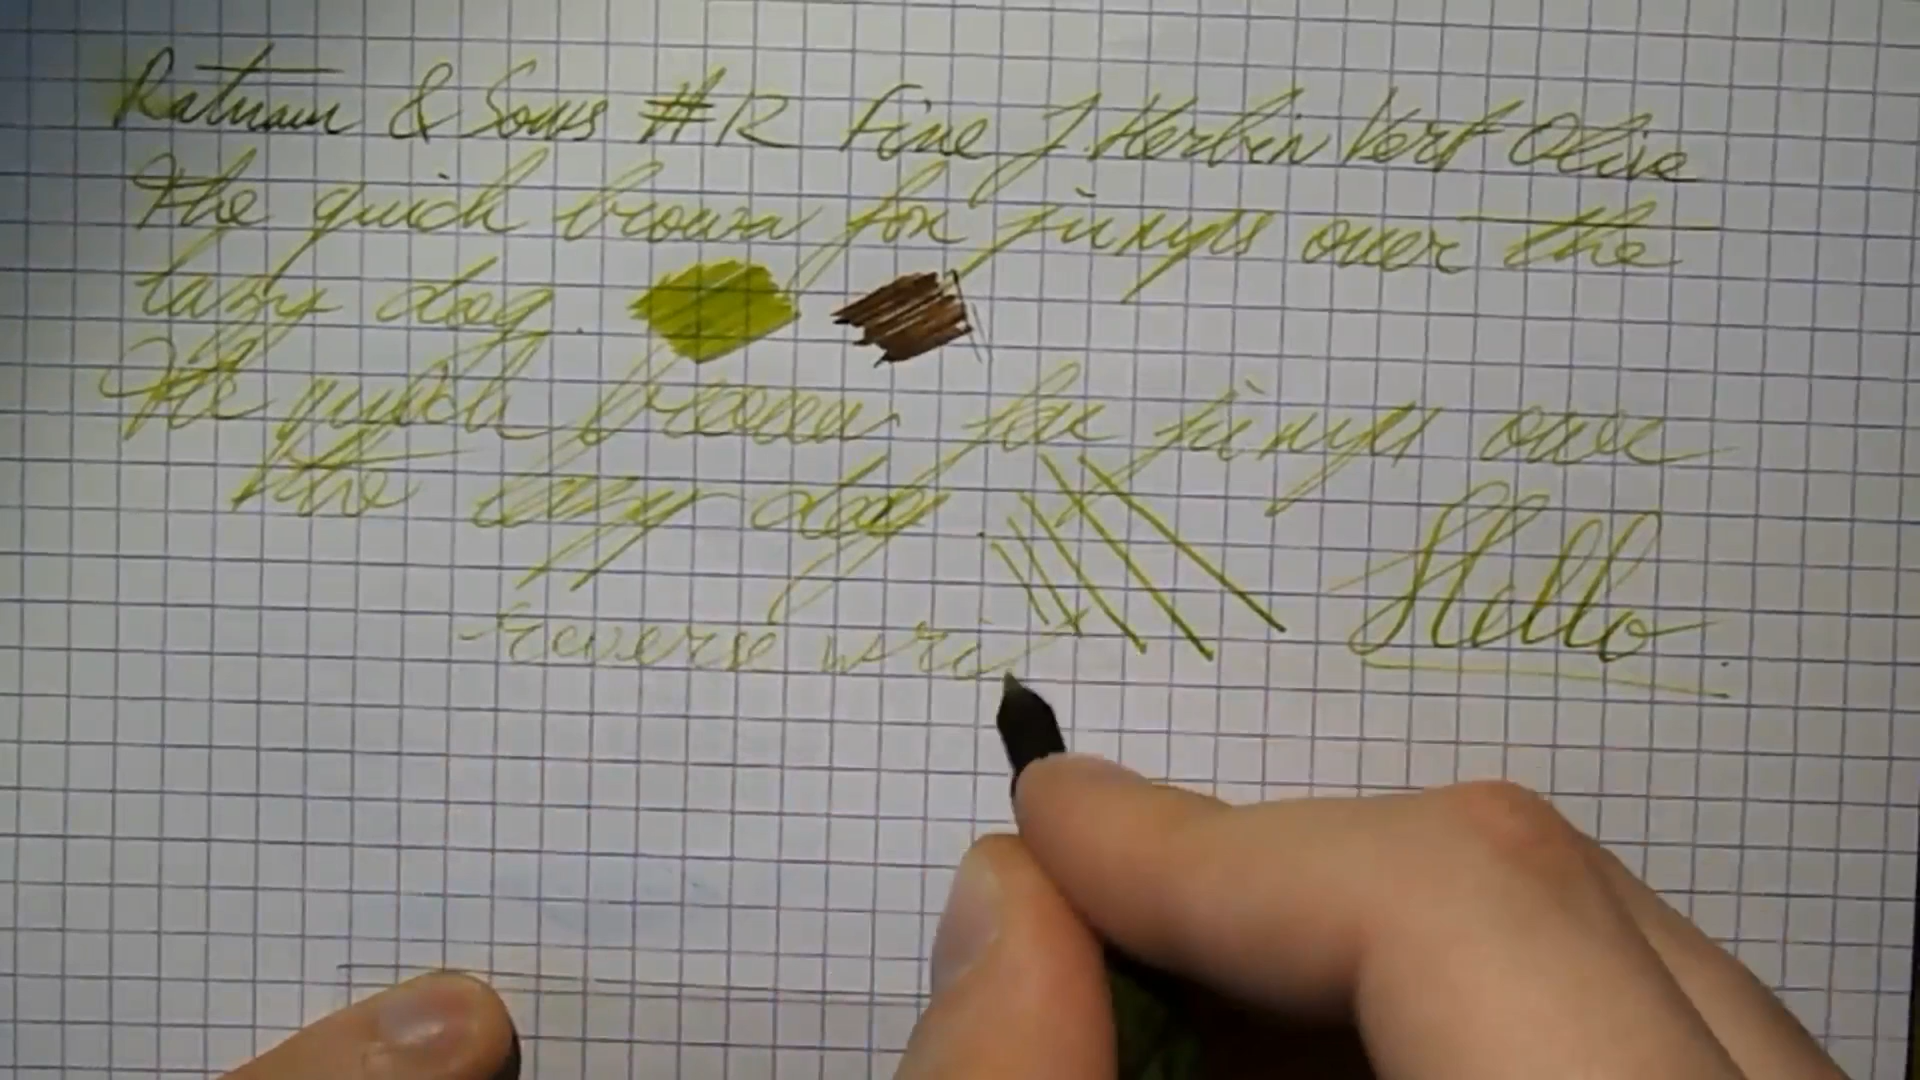 Ratnam & Sons #12 Fine J. Herbin Vert Olive
The quick brown fox jumps over the
lazy dog.
The quick brown fox jumps over
the lazy dog.
Hello.
Reverse wri